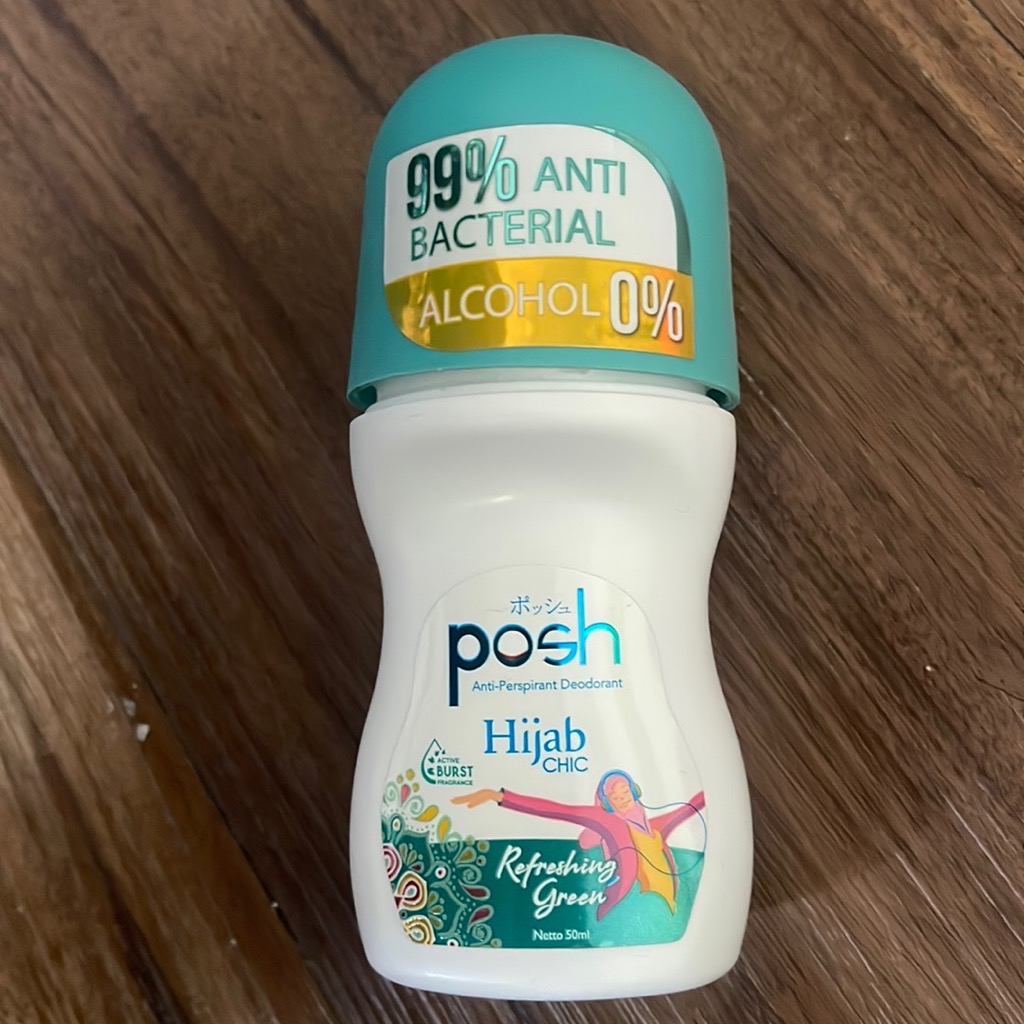 99% ANTI
BACTERIAL
ALCOHOL 0%
ポッシュ
posh
Anti-Perspirant Deodorant
Hijab
CHIC
ACTIVE
BURST
FRAGRANCE
Refreshing
Green
Netto 50ml